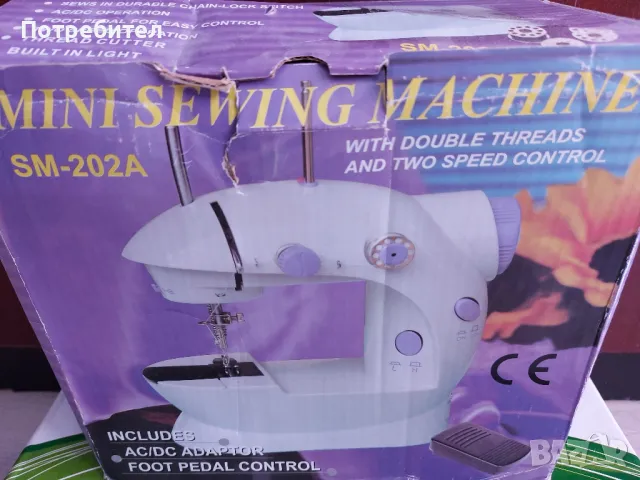 Потребител
SEWS IN DURABLE CHAIN-LOCK STITCH
AC/DC OPERATION
FOOT PEDAL FOR EASY CONTROL
THREAD CUTTER
BUILT IN LIGHT
MINI SEWING MACHINE
SM-202A
WITH DOUBLE THREADS
AND TWO SPEED CONTROL
CE
INCLUDES
AC/DC ADAPTOR
FOOT PEDAL CONTROL
BAZAR